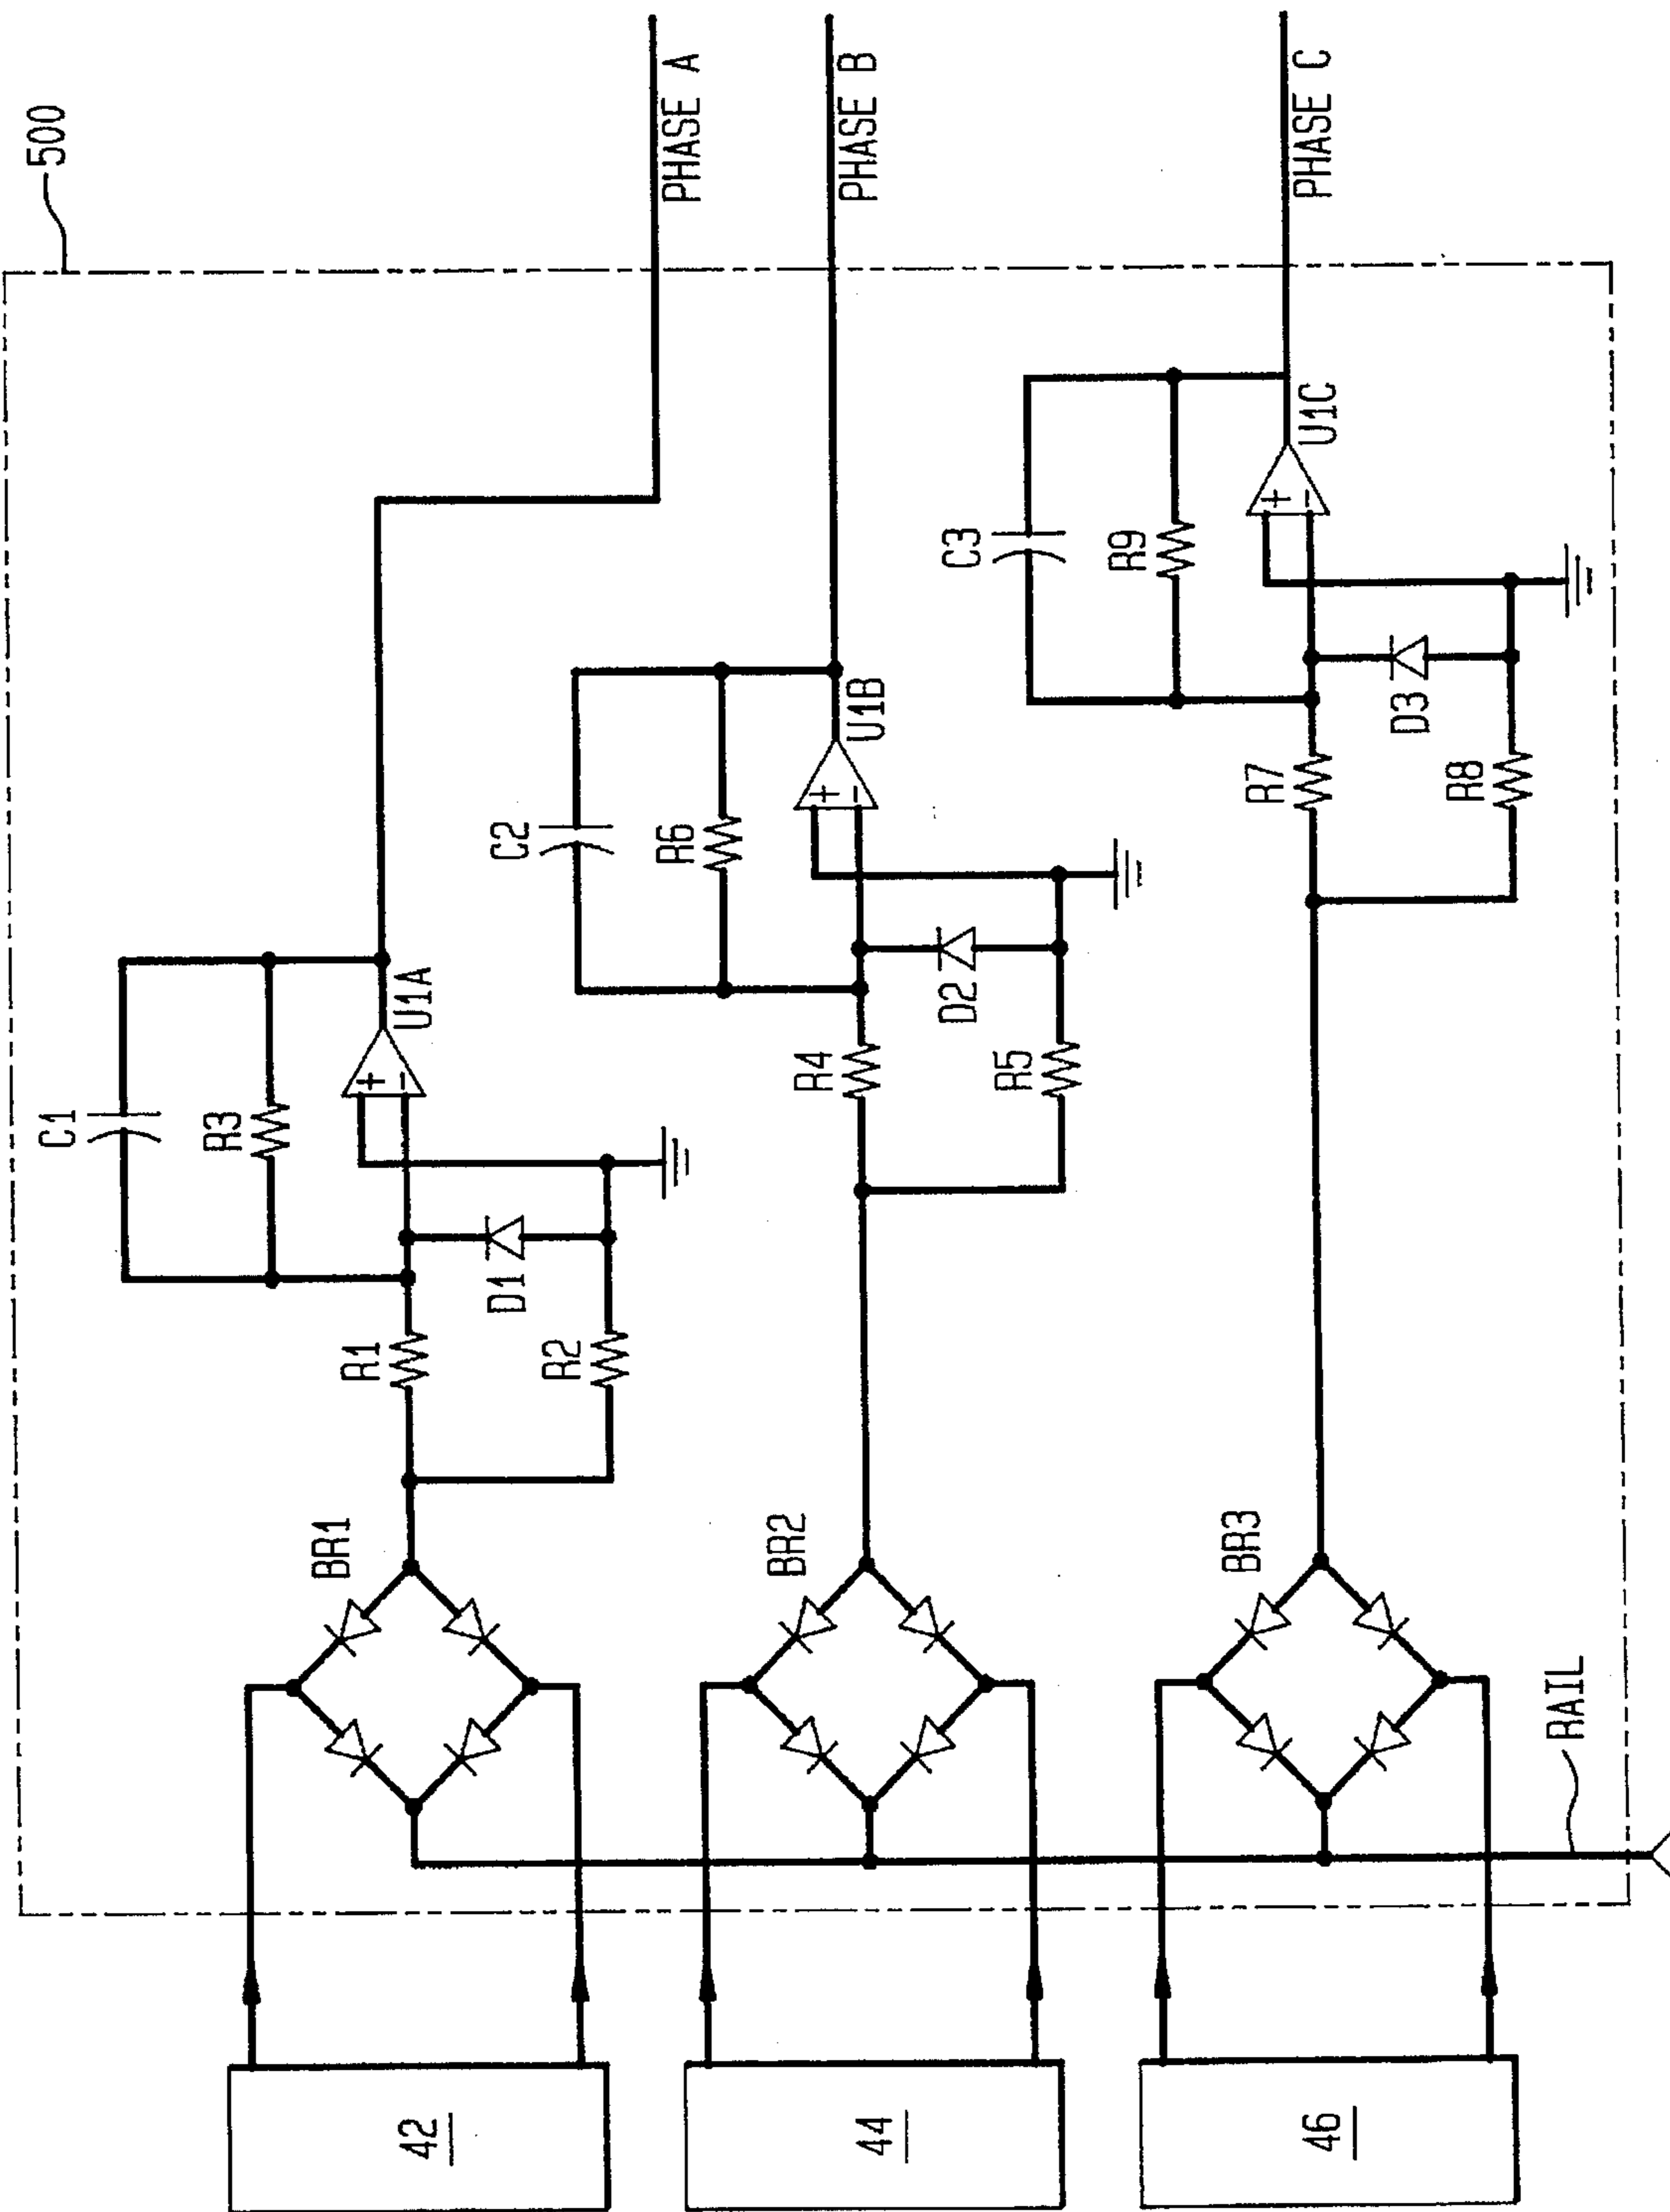 500
PHASE A
PHASE B
PHASE C
C1
R3
U1A
+
-
R1
D1
R2
BR1
C2
R6
U1B
+
-
R4
D2
R5
BR2
C3
R9
U1C
+
-
R7
D3
R8
BR3
RAIL
42
44
46